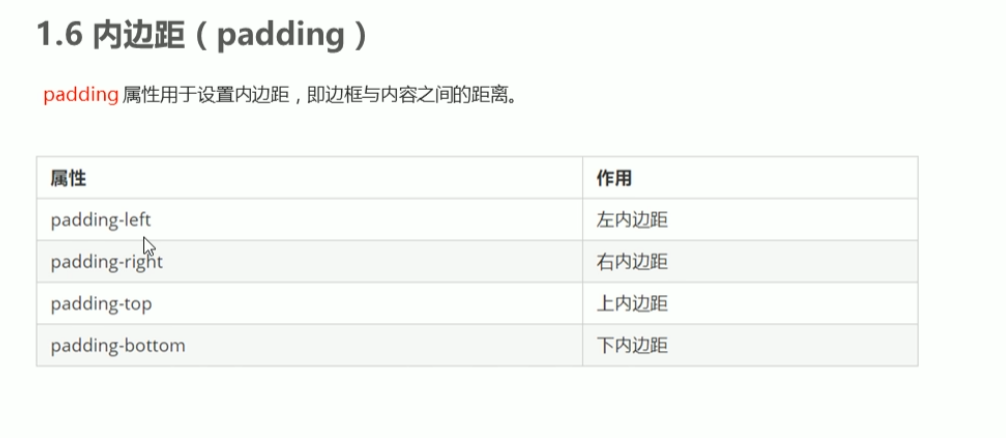 1.6 内边距（padding）
padding 属性用于设置内边距，即边框与内容之间的距离。
属性 作用
padding-left 左内边距
padding-right 右内边距
padding-top 上内边距
padding-bottom 下内边距